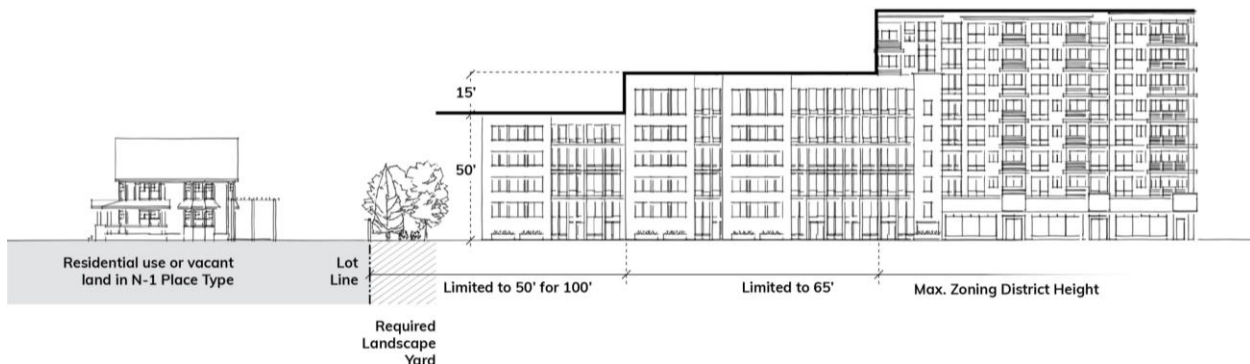 15'
50'
Residential use or vacant
land in N-1 Place Type
Lot
Line
Limited to 50' for 100'
Limited to 65'
Max. Zoning District Height
Required
Landscape
Yard